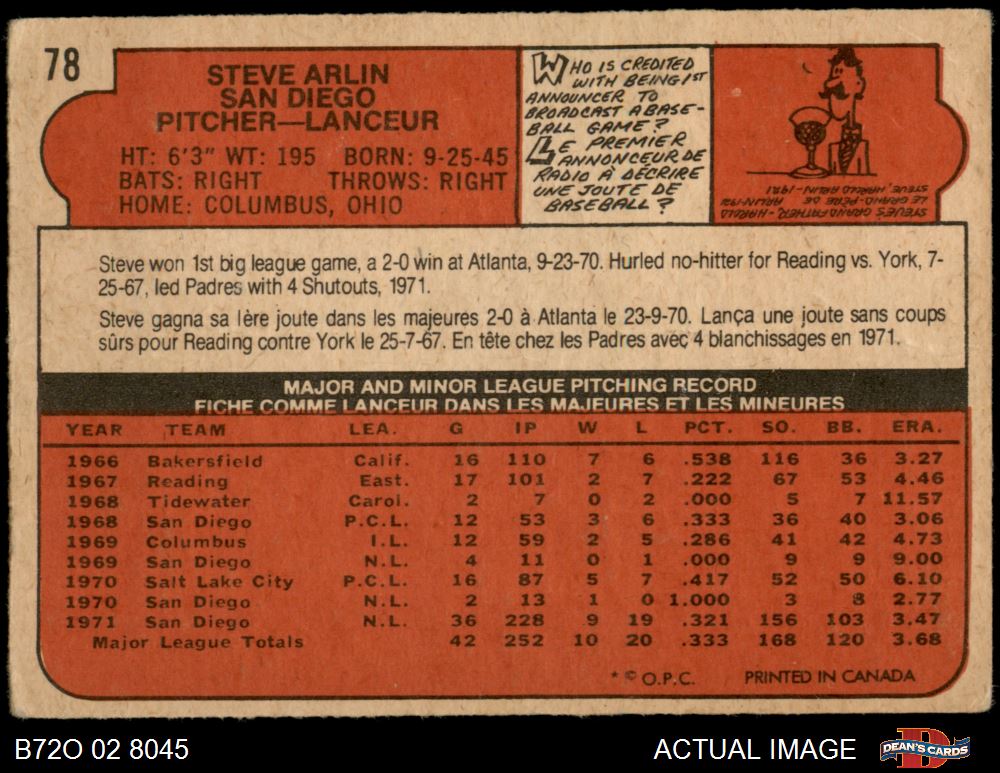 78
STEVE ARLIN
SAN DIEGO
PITCHER—LANCEUR
HT: 6'3" WT: 195 BORN: 9-25-45
BATS: RIGHT THROWS: RIGHT
HOME: COLUMBUS, OHIO
WHO IS CREDITED
WITH BEING 1ST
ANNOUNCER TO
BROADCAST A BASE-
BALL GAME?
LE PREMIER
ANNONCEUR DE
RADIO À DÉCRIRE
UNE JOUTE DE
BASEBALL?
STEVE'S GRANDFATHER - HAROLD
ARLIN-1921
LE GRAND-PÈRE DE
STEVE, HAROLD ARLIN-1921
Steve won 1st big league game, a 2-0 win at Atlanta, 9-23-70. Hurled no-hitter for Reading vs. York, 7-
25-67, led Padres with 4 Shutouts, 1971.
Steve gagna sa lère joute dans les majeures 2-0 à Atlanta le 23-9-70. Lança une joute sans coups
sûrs pour Reading contre York le 25-7-67. En tête chez les Padres avec 4 blanchissages en 1971.
MAJOR AND MINOR LEAGUE PITCHING RECORD
FICHE COMME LANCEUR DANS LES MAJEURES ET LES MINEURES
YEAR TEAM LEA. G IP W L PCT. SO. BB. ERA.
1966 Bakersfield Calif. 16 110 7 6 .538 116 36 3.27
1967 Reading East. 17 101 2 7 .222 67 53 4.46
1968 Tidewater Carol. 2 7 0 2 .000 5 7 11.57
1968 San Diego P.C.L. 12 53 3 6 .333 36 40 3.06
1969 Columbus I.L. 12 59 2 5 .286 41 42 4.73
1969 San Diego N.L. 4 11 0 1 .000 9 9 9.00
1970 Salt Lake City P.C.L. 16 87 5 7 .417 52 50 6.10
1970 San Diego N.L. 2 13 1 0 1.000 3 8 2.77
1971 San Diego N.L. 36 228 9 19 .321 156 103 3.47
Major League Totals 42 252 10 20 .333 168 120 3.68
* © O.P.C. PRINTED IN CANADA
B72O 02 8045 ACTUAL IMAGE DEAN'S CARDS